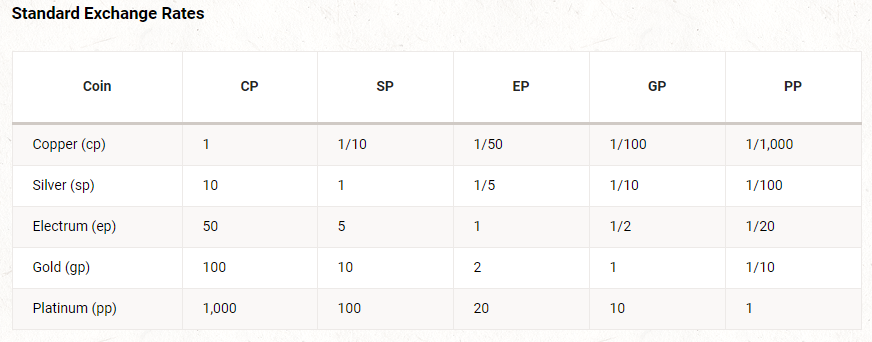 Standard Exchange Rates
Coin CP SP EP GP PP
Copper (cp) 1 1/10 1/50 1/100 1/1,000
Silver (sp) 10 1 1/5 1/10 1/100
Electrum (ep) 50 5 1 1/2 1/20
Gold (gp) 100 10 2 1 1/10
Platinum (pp) 1,000 100 20 10 1